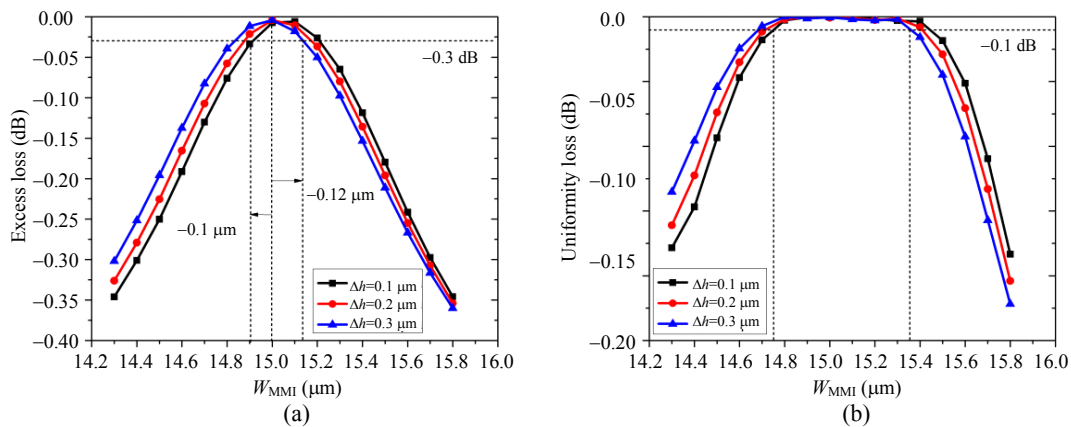 0.00
−0.05
−0.10
−0.15
−0.20
−0.25
−0.30
−0.35
−0.40
Excess loss (dB)
−0.3 dB
−0.12 μm
−0.1 μm
Δh=0.1 μm
Δh=0.2 μm
Δh=0.3 μm
14.2 14.4 14.6 14.8 15.0 15.2 15.4 15.6 15.8 16.0
W_MMI (μm)
(a)
0.00
−0.05
−0.10
−0.15
−0.20
Uniformity loss (dB)
−0.1 dB
Δh=0.1 μm
Δh=0.2 μm
Δh=0.3 μm
14.2 14.4 14.6 14.8 15.0 15.2 15.4 15.6 15.8 16.0
W_MMI (μm)
(b)